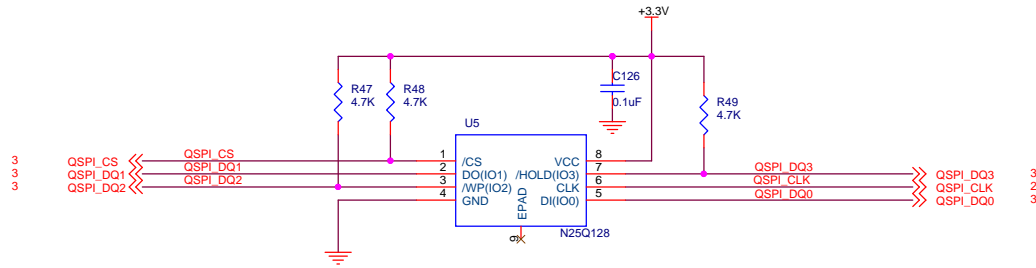 +3.3V
R47
4.7K
R48
4.7K
C126
0.1uF
R49
4.7K
U5
3 QSPI_CS QSPI_CS 1 /CS VCC 8
3 QSPI_DQ1 QSPI_DQ1 2 DO(IO1) /HOLD(IO3) 7 QSPI_DQ3 QSPI_DQ3 3
3 QSPI_DQ2 QSPI_DQ2 3 /WP(IO2) CLK 6 QSPI_CLK QSPI_CLK 2
4 GND DI(IO0) 5 QSPI_DQ0 QSPI_DQ0 3
EPAD
9
N25Q128